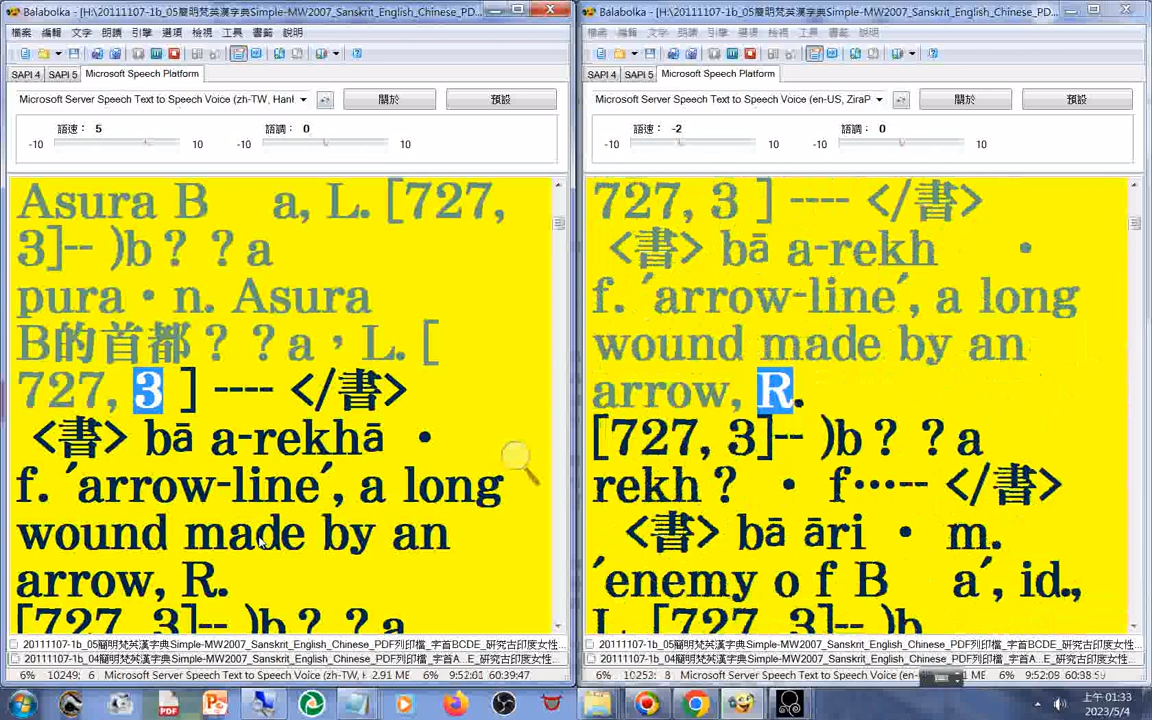 Balabolka - [H:\20111107-1b_05簡明梵英漢字典Simple-MW2007_Sanskrit_English_Chinese_PD...
檔案 編輯 文字 朗讀 引擎 選項 檢視 工具 書籤 說明
SAPI 4 SAPI 5 Microsoft Speech Platform
Microsoft Server Speech Text to Speech Voice (zh-TW, Hanl
關於 預設
語速： 5 語調： 0
-10 10 -10 10
Asura B a, L. [727,
3]-- )b？？a
pura • n. Asura
B的首都？？a，L. [
727, 3 ] ---- </書>
<書> bā a-rekhā •
f. ´arrow-line´, a long
wound made by an
arrow, R.
[727, 3]-- )b？？a
20111107-1b_05簡明梵英漢字典Simple-MW2007_Sanskrit_English_Chinese_PDF列印檔_字首BCDE_研究古印度女性...
20111107-1b_04簡明梵英漢字典Simple-MW2007_Sanskrit_English_Chinese_PDF列印檔_字首A...E_研究古印度女性...
6% 10249: 6 Microsoft Server Speech Text to Speech Voice (zh-TW, H 2.91 MB 6% 9:52:01 60:39:47
Balabolka - [H:\20111107-1b_05簡明梵英漢字典Simple-MW2007_Sanskrit_English_Chinese_PD...
檔案 編輯 文字 朗讀 引擎 選項 檢視 工具 書籤 說明
SAPI 4 SAPI 5 Microsoft Speech Platform
Microsoft Server Speech Text to Speech Voice (en-US, ZiraP
關於 預設
語速： -2 語調： 0
-10 10 -10 10
727, 3 ] ---- </書>
<書> bā a-rekh •
f. ´arrow-line´, a long
wound made by an
arrow, R.
[727, 3]-- )b？？a
rekh？ • f…-- </書>
<書> bā āri • m.
´enemy o f B a´, id.,
L. [727, 3]-- )b
20111107-1b_05簡明梵英漢字典Simple-MW2007_Sanskrit_English_Chinese_PDF列印檔_字首BCDE_研究古印度女性...
20111107-1b_04簡明梵英漢字典Simple-MW2007_Sanskrit_English_Chinese_PDF列印檔_字首A...E_研究古印度女性...
6% 10253: 8 Microsoft Server Speech Text to Speech Voice (en-US 6% 9:52:09
上午 01:33
2023/5/4